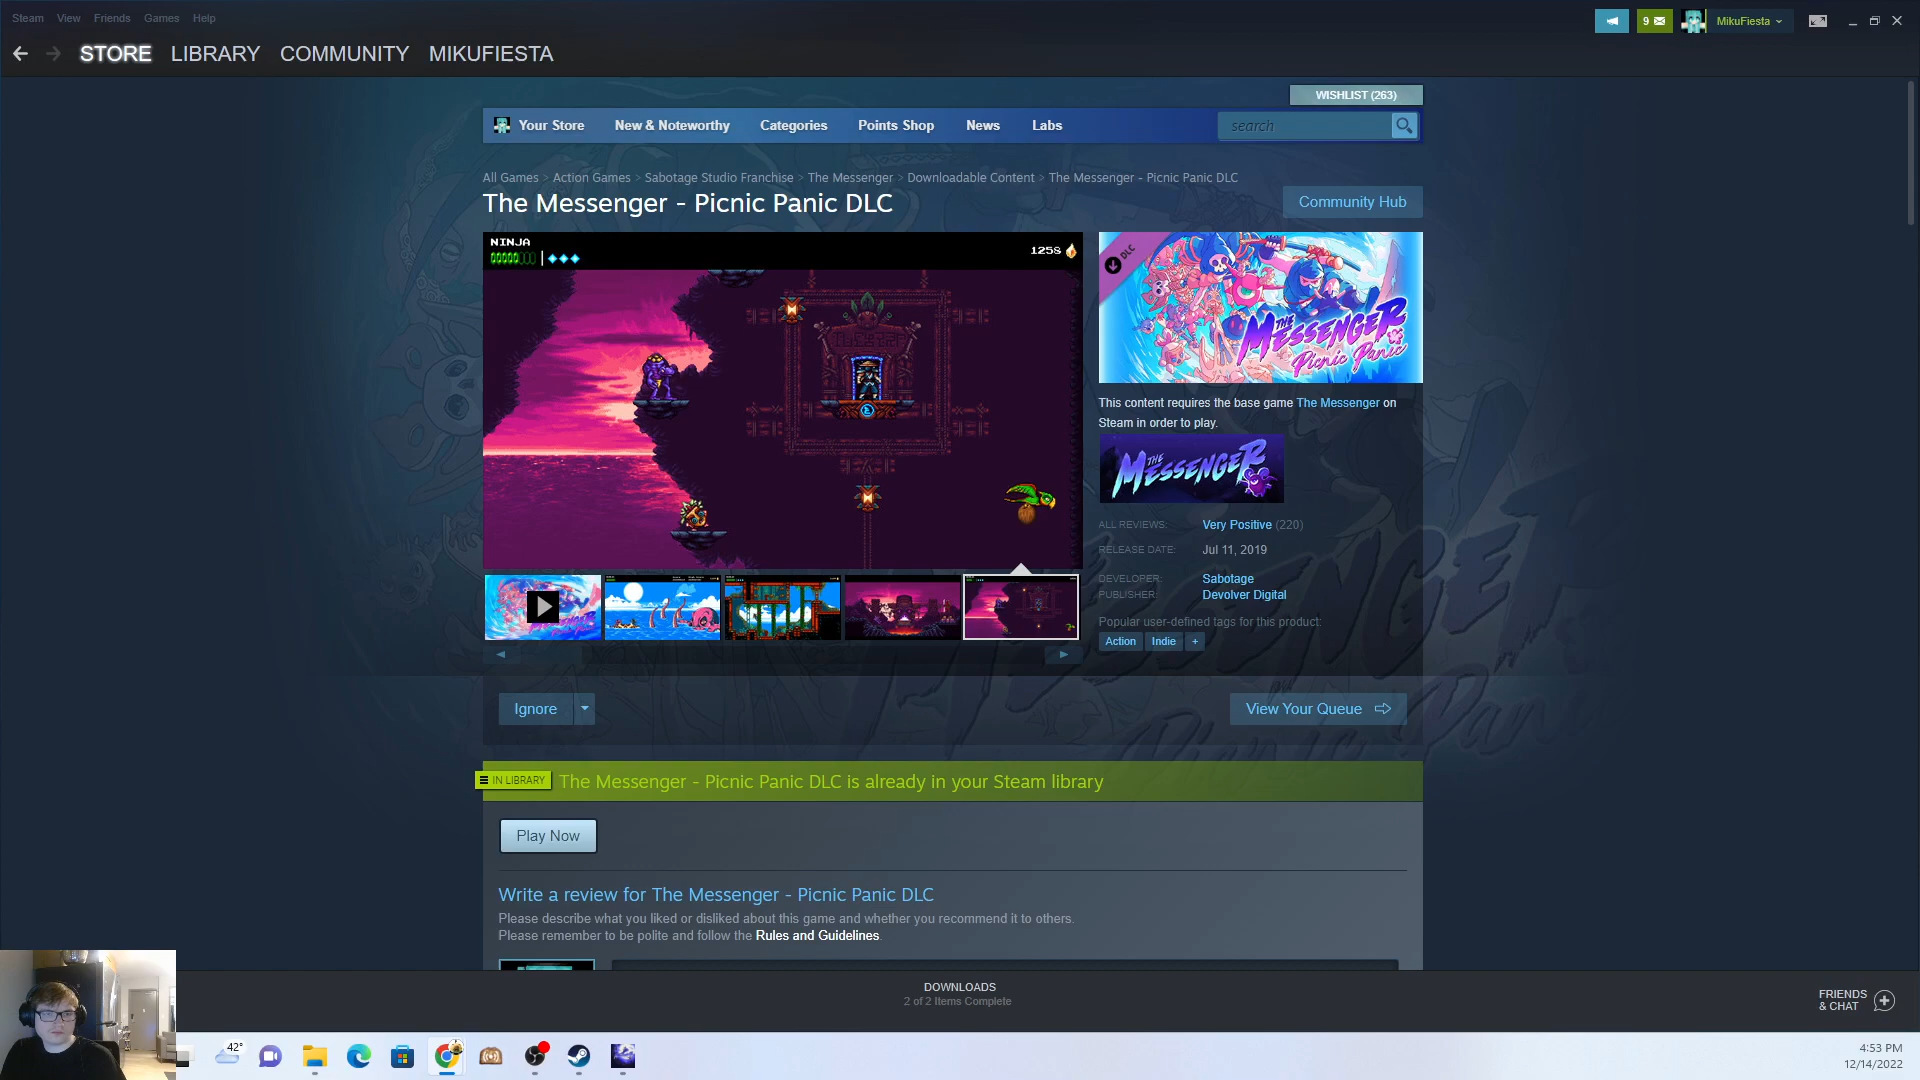 Steam View Friends Games Help
9 MikuFiesta
STORE LIBRARY COMMUNITY MIKUFIESTA
WISHLIST (263)
Your Store New & Noteworthy Categories Points Shop News Labs search
All Games > Action Games > Sabotage Studio Franchise > The Messenger > Downloadable Content > The Messenger - Picnic Panic DLC
The Messenger - Picnic Panic DLC
Community Hub
NINJA
1258
DLC
THE MESSENGER
Picnic Panic
This content requires the base game The Messenger on
Steam in order to play.
THE MESSENGER
ALL REVIEWS: Very Positive (220)
RELEASE DATE: Jul 11, 2019
DEVELOPER: Sabotage
PUBLISHER: Devolver Digital
Popular user-defined tags for this product:
Action Indie +
Ignore
View Your Queue
IN LIBRARY
The Messenger - Picnic Panic DLC is already in your Steam library
Play Now
Write a review for The Messenger - Picnic Panic DLC
Please describe what you liked or disliked about this game and whether you recommend it to others.
Please remember to be polite and follow the Rules and Guidelines.
DOWNLOADS
2 of 2 Items Complete
FRIENDS
& CHAT
42°
4:53 PM
12/14/2022